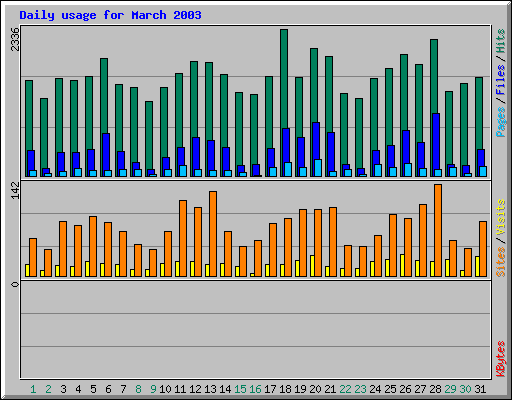 Daily usage for March 2003
2336
Pages / Files / Hits
142
Sites / Visits
0
KBytes
1 2 3 4 5 6 7 8 9 10 11 12 13 14 15 16 17 18 19 20 21 22 23 24 25 26 27 28 29 30 31